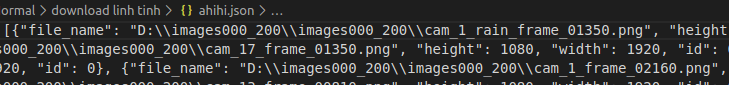 ormal > download linh tinh > {} ahihi.json > ...
[{"file_name": "D:\\images000_200\\images000_200\\cam_1_rain_frame_01350.png", "height
s000_200\\images000_200\\cam_17_frame_01350.png", "height": 1080, "width": 1920, "id":
920, "id": 0}, {"file_name": "D:\\images000_200\\images000_200\\cam_1_frame_02160.png",